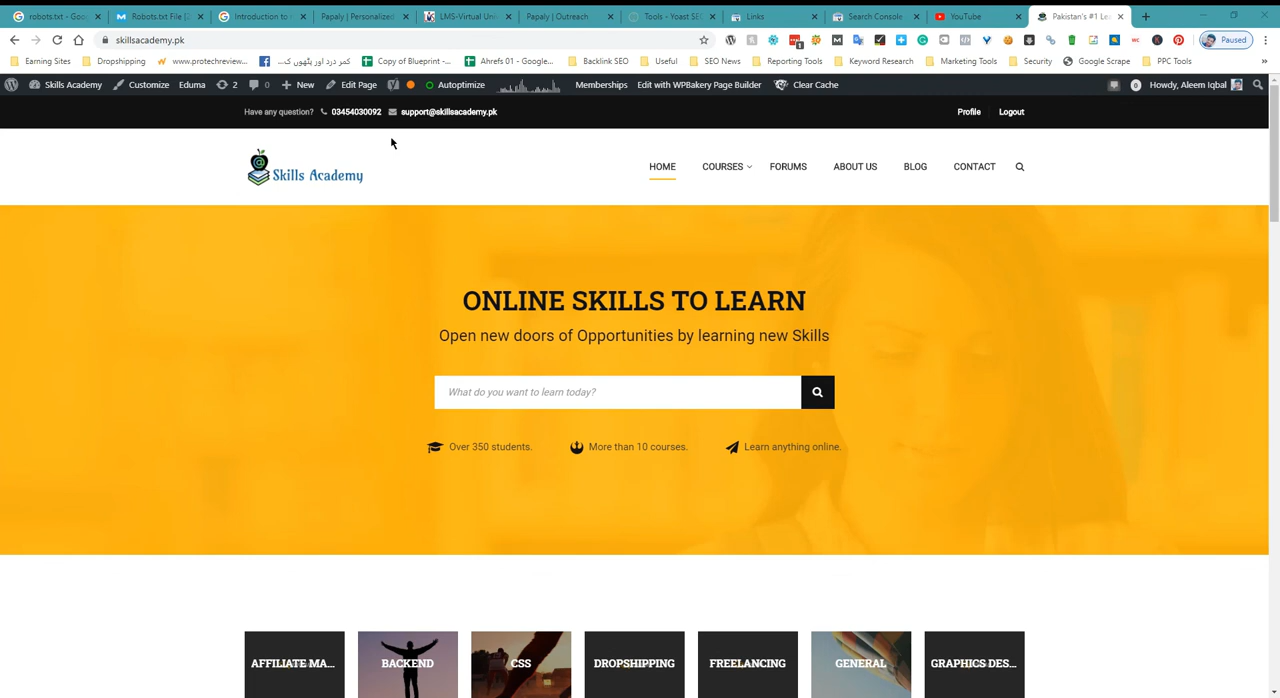 robots.txt - Goo
Robots.txt File [2
Introduction to
Papaly | Personalized
LMS-Virtual Uni
Papaly | Outreach
Tools - Yoast SE
Links
Search Console
YouTube
Pakistan's #1 Le
skillsacademy.pk
Paused
Earning Sites
Dropshipping
www.protechreview...
کمر درد اور پٹھوں ک...
Copy of Blueprint -...
Ahrefs 01 - Google...
Backlink SEO
Useful
SEO News
Reporting Tools
Keyword Research
Marketing Tools
Security
Google Scrape
PPC Tools
Skills Academy
Customize
Eduma
2
0
New
Edit Page
Autoptimize
Memberships
Edit with WPBakery Page Builder
Clear Cache
Howdy, Aleem Iqbal
Have any question?
03454030092
support@skillsacademy.pk
Profile
Logout
Skills Academy
HOME
COURSES
FORUMS
ABOUT US
BLOG
CONTACT
ONLINE SKILLS TO LEARN
Open new doors of Opportunities by learning new Skills
What do you want to learn today?
Over 350 students.
More than 10 courses.
Learn anything online.
AFFILIATE MA...
BACKEND
CSS
DROPSHIPPING
FREELANCING
GENERAL
GRAPHICS DES...